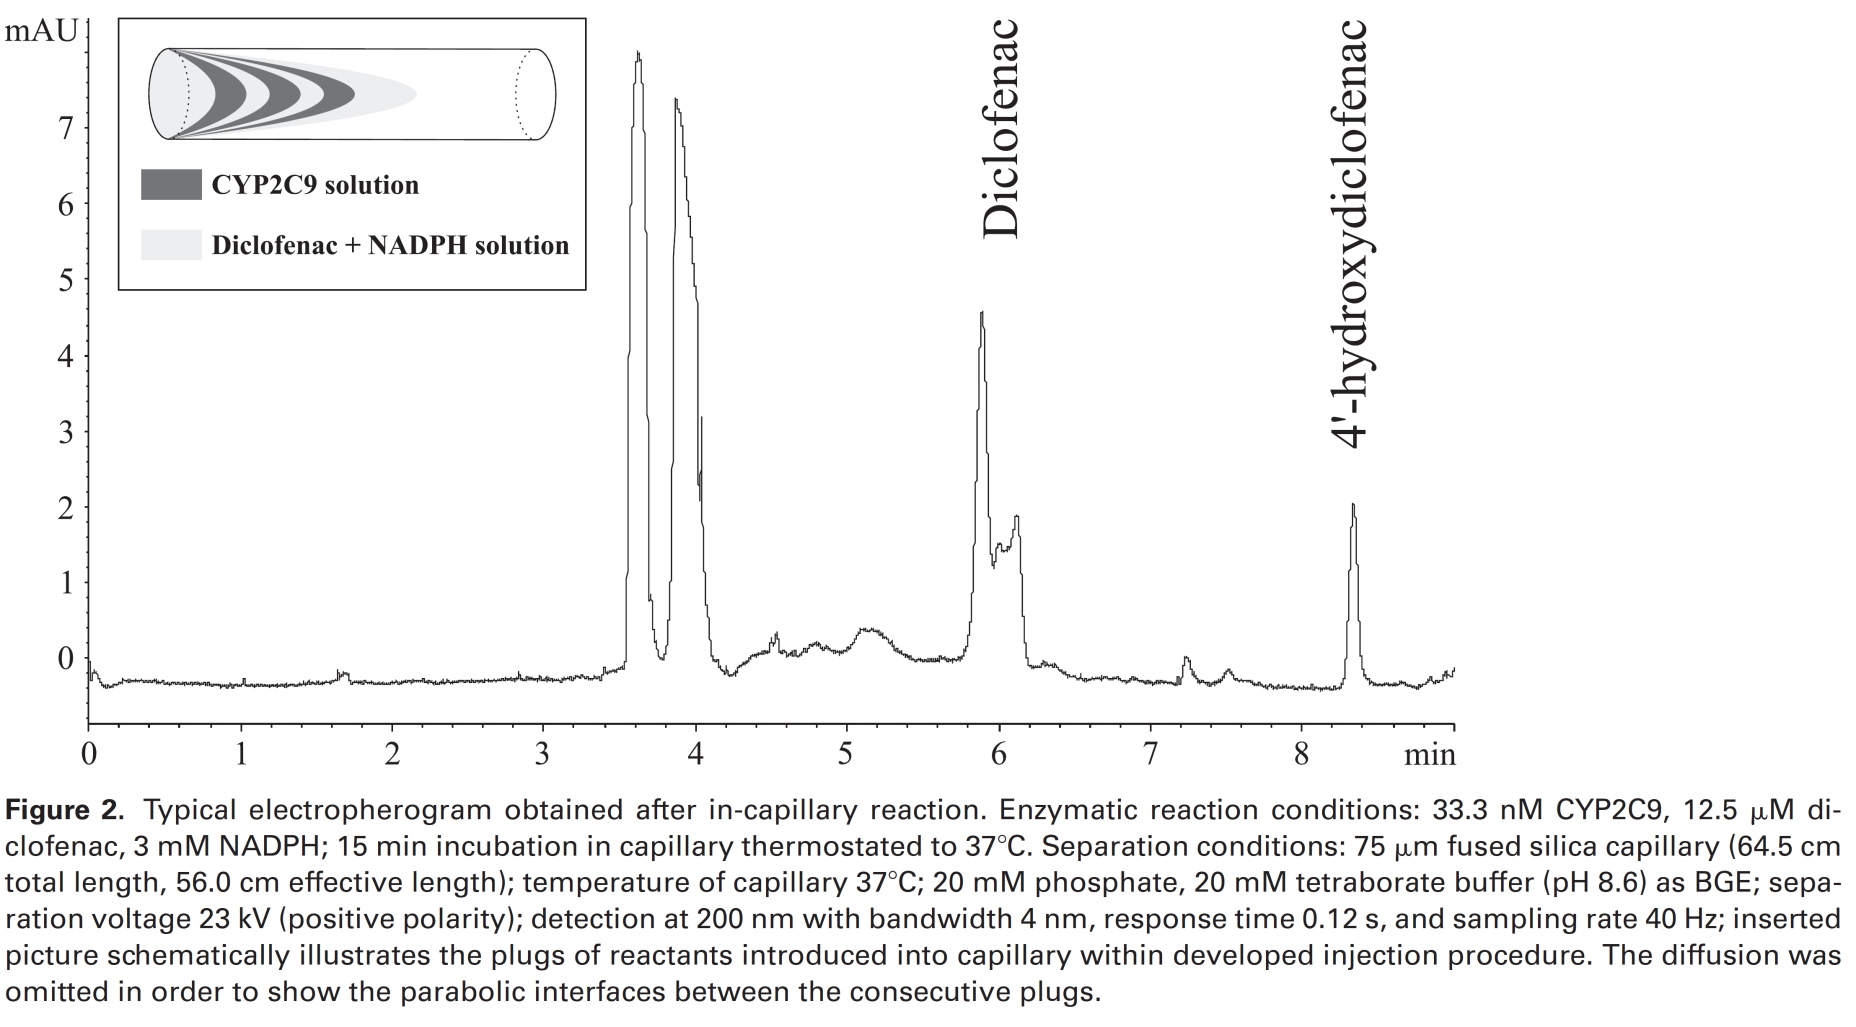 mAU
CYP2C9 solution
Diclofenac + NADPH solution
Diclofenac
4'-hydroxydiclofenac
7
6
5
4
3
2
1
0
0 1 2 3 4 5 6 7 8 min
Figure 2. Typical electropherogram obtained after in-capillary reaction. Enzymatic reaction conditions: 33.3 nM CYP2C9, 12.5 μM di-
clofenac, 3 mM NADPH; 15 min incubation in capillary thermostated to 37°C. Separation conditions: 75 μm fused silica capillary (64.5 cm
total length, 56.0 cm effective length); temperature of capillary 37°C; 20 mM phosphate, 20 mM tetraborate buffer (pH 8.6) as BGE; sepa-
ration voltage 23 kV (positive polarity); detection at 200 nm with bandwidth 4 nm, response time 0.12 s, and sampling rate 40 Hz; inserted
picture schematically illustrates the plugs of reactants introduced into capillary within developed injection procedure. The diffusion was
omitted in order to show the parabolic interfaces between the consecutive plugs.